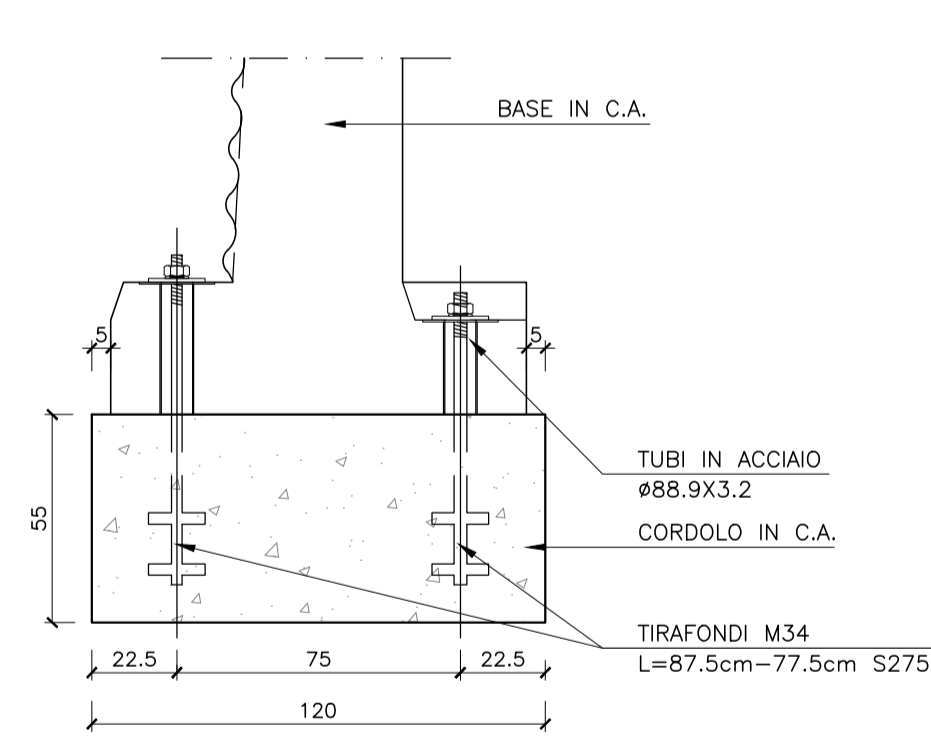 BASE IN C.A.
5
5
TUBI IN ACCIAIO
ø88.9X3.2
55
CORDOLO IN C.A.
TIRAFONDI M34
L=87.5cm-77.5cm S275
22.5
75
22.5
120